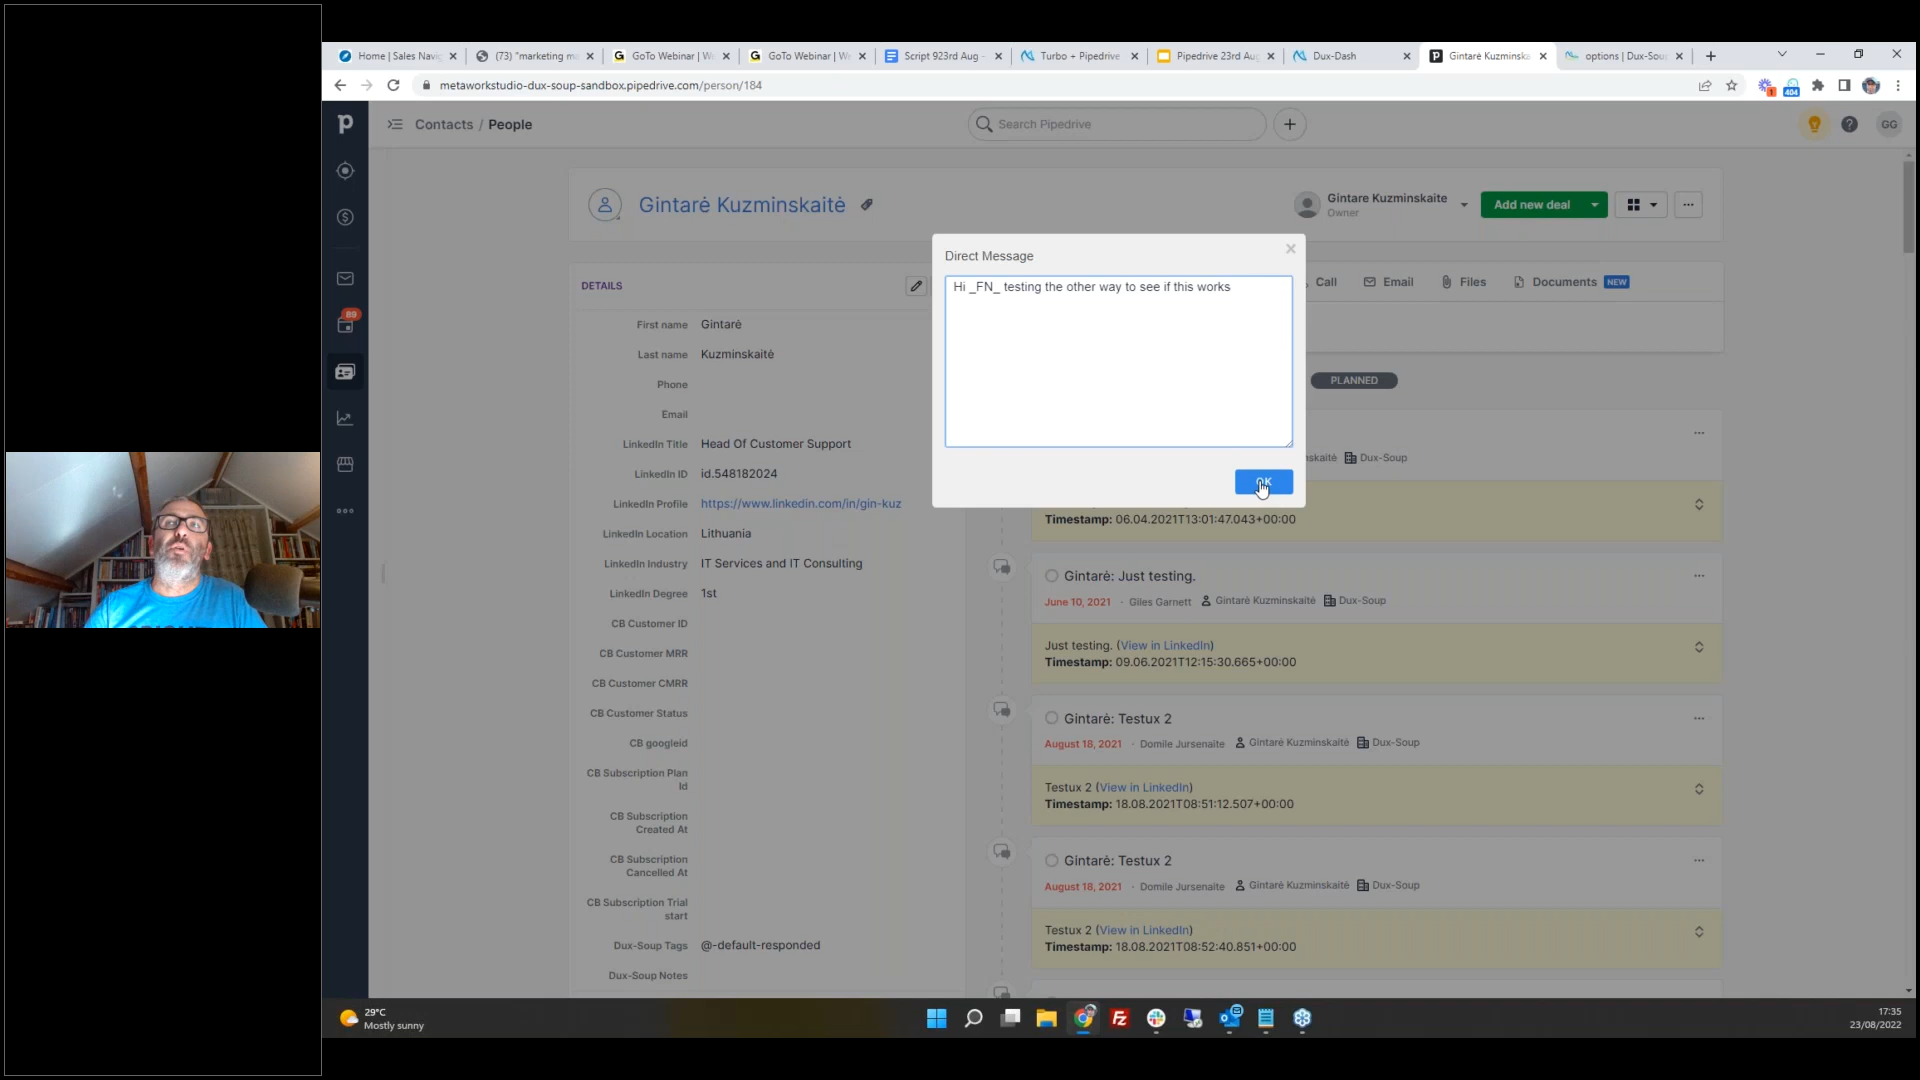 Home | Sales Navig
(73) "marketing ma
GoTo Webinar | W
GoTo Webinar | W
Script 923rd Aug -
Turbo + Pipedrive
Pipedrive 23rd Aug
Dux-Dash
Gintarė Kuzminska
options | Dux-Soup
metaworkstudio-dux-soup-sandbox.pipedrive.com/person/184
1
404
Contacts / People
Search Pipedrive
GG
Gintarė Kuzminskaitė
Gintare Kuzminskaite
Owner
Add new deal
89
DETAILS
First name Gintarė
Last name Kuzminskaitė
Phone
Email
LinkedIn Title Head Of Customer Support
LinkedIn ID id.548182024
LinkedIn Profile https://www.linkedin.com/in/gin-kuz
LinkedIn Location Lithuania
LinkedIn Industry IT Services and IT Consulting
LinkedIn Degree 1st
CB Customer ID
CB Customer MRR
CB Customer CMRR
CB Customer Status
CB googleid
CB Subscription Plan
Id
CB Subscription
Created At
CB Subscription
Cancelled At
CB Subscription Trial
start
Dux-Soup Tags @-default-responded
Dux-Soup Notes
Direct Message
Hi _FN_ testing the other way to see if this works
OK
Call Email Files Documents NEW
PLANNED
nskaitė Dux-Soup
Timestamp: 06.04.2021T13:01:47.043+00:00
Gintarė: Just testing.
June 10, 2021 · Giles Garnett Gintarė Kuzminskaitė Dux-Soup
Just testing. (View in LinkedIn)
Timestamp: 09.06.2021T12:15:30.665+00:00
Gintarė: Testux 2
August 18, 2021 · Domile Jursenaite Gintarė Kuzminskaitė Dux-Soup
Testux 2 (View in LinkedIn)
Timestamp: 18.08.2021T08:51:12.507+00:00
Gintarė: Testux 2
August 18, 2021 · Domile Jursenaite Gintarė Kuzminskaitė Dux-Soup
Testux 2 (View in LinkedIn)
Timestamp: 18.08.2021T08:52:40.851+00:00
29°C
Mostly sunny
17:35
23/08/2022